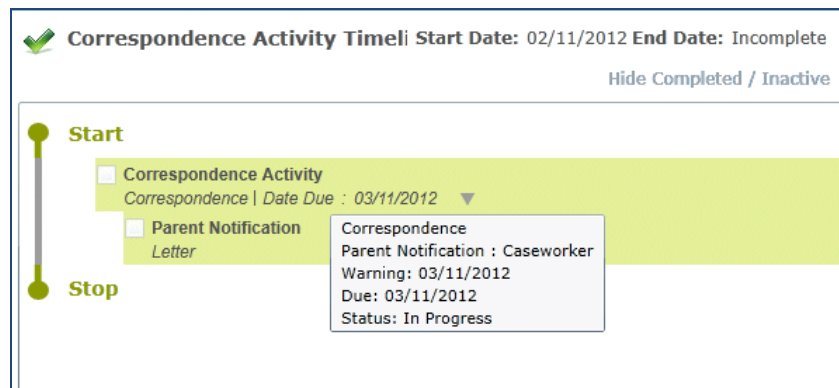 Correspondence Activity Timeli Start Date: 02/11/2012 End Date: Incomplete
Hide Completed / Inactive
Start
Correspondence Activity
Correspondence | Date Due : 03/11/2012
Parent Notification
Letter
Correspondence
Parent Notification : Caseworker
Warning: 03/11/2012
Due: 03/11/2012
Status: In Progress
Stop